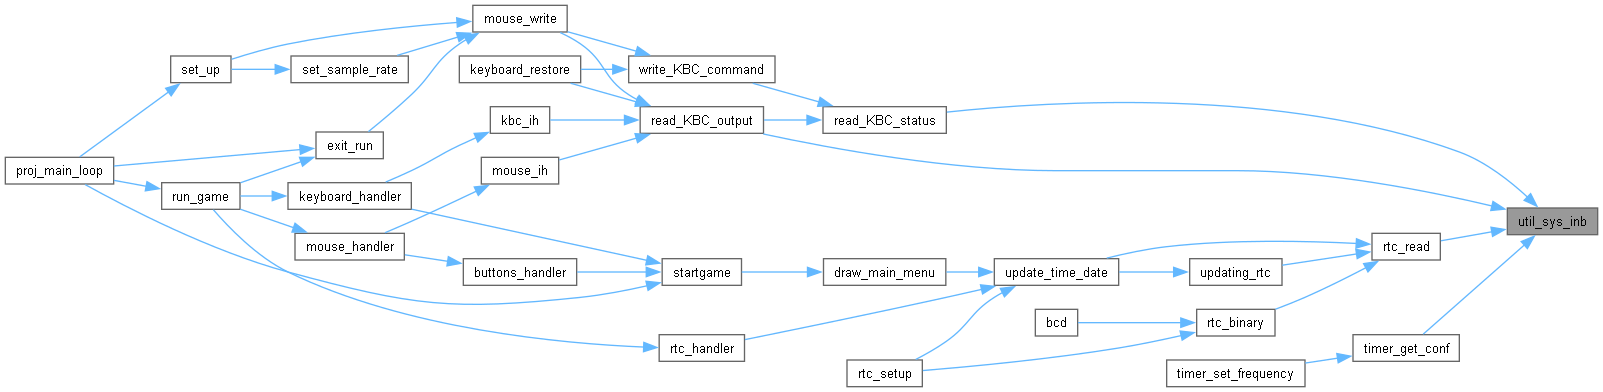 mouse_write
set_up
set_sample_rate
keyboard_restore
write_KBC_command
kbc_ih
read_KBC_output
read_KBC_status
exit_run
proj_main_loop
mouse_ih
run_game
keyboard_handler
util_sys_inb
mouse_handler
rtc_read
buttons_handler
startgame
draw_main_menu
update_time_date
updating_rtc
bcd
rtc_binary
rtc_handler
timer_get_conf
rtc_setup
timer_set_frequency